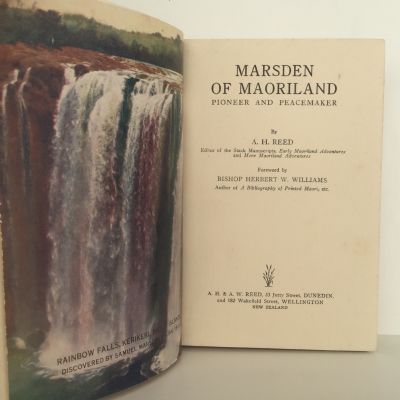 RAINBOW FALLS, KERIKERI,
DISCOVERED BY SAMUEL
MARSDEN
OF MAORILAND
PIONEER AND PEACEMAKER
By
A. H. REED
Editor of the Stack Manuscripts, Early Maoriland Adventures
and More Maoriland Adventures
Foreword by
BISHOP HERBERT W. WILLIAMS
Author of A Bibliography of Printed Maori, etc.
A. H. & A. W. REED, 33 Jetty Street, DUNEDIN,
and 182 Wakefield Street, WELLINGTON
NEW ZEALAND